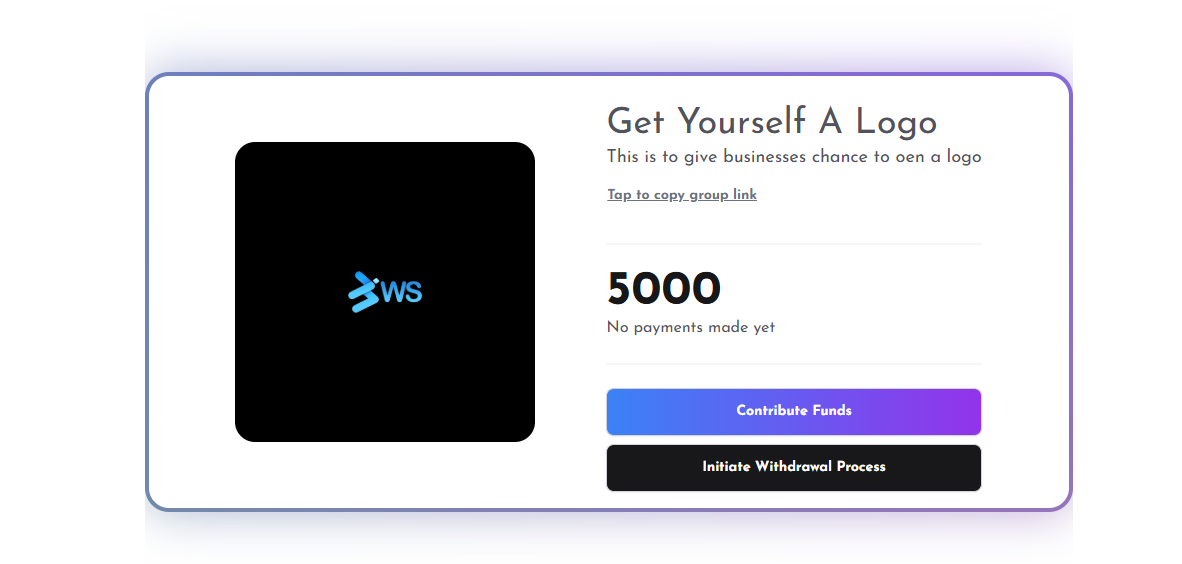 Get Yourself A Logo
This is to give businesses chance to oen a logo
Tap to copy group link
WS
5000
No payments made yet
Contribute Funds
Initiate Withdrawal Process